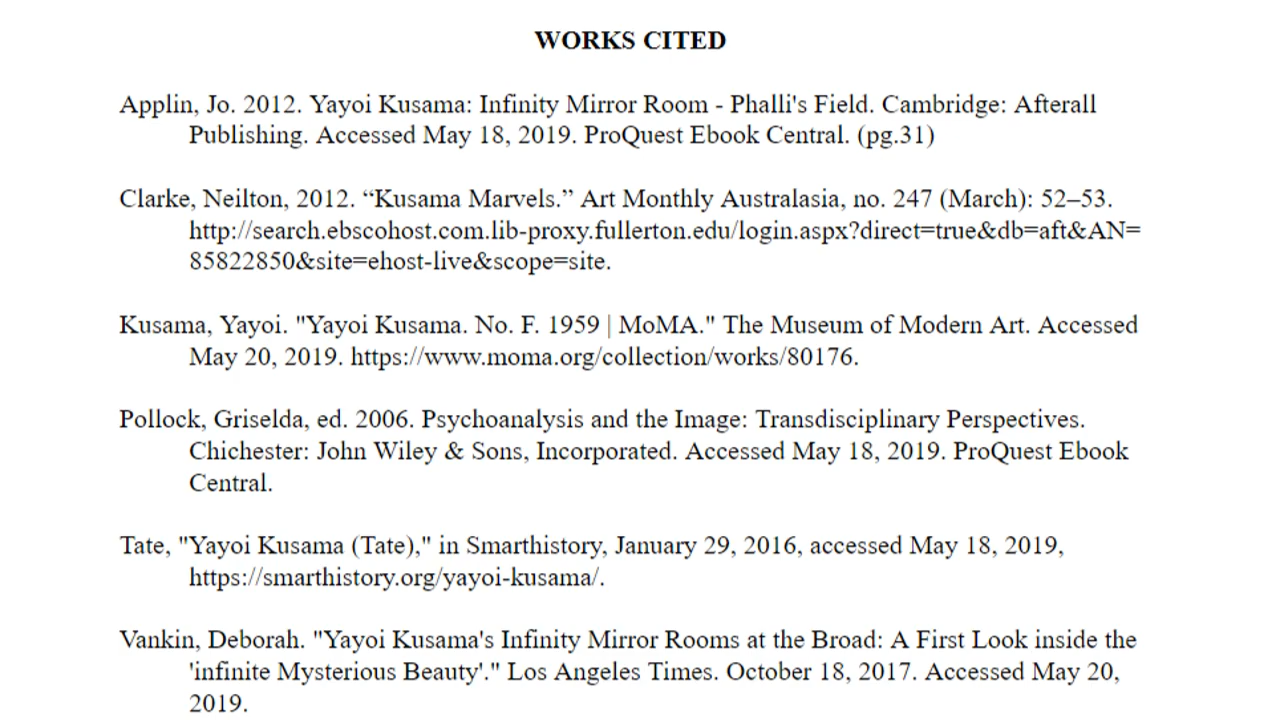 WORKS CITED
Applin, Jo. 2012. Yayoi Kusama: Infinity Mirror Room - Phalli's Field. Cambridge: Afterall
Publishing. Accessed May 18, 2019. ProQuest Ebook Central. (pg.31)
Clarke, Neilton, 2012. “Kusama Marvels.” Art Monthly Australasia, no. 247 (March): 52–53.
http://search.ebscohost.com.lib-proxy.fullerton.edu/login.aspx?direct=true&db=aft&AN=
85822850&site=ehost-live&scope=site.
Kusama, Yayoi. "Yayoi Kusama. No. F. 1959 | MoMA." The Museum of Modern Art. Accessed
May 20, 2019. https://www.moma.org/collection/works/80176.
Pollock, Griselda, ed. 2006. Psychoanalysis and the Image: Transdisciplinary Perspectives.
Chichester: John Wiley & Sons, Incorporated. Accessed May 18, 2019. ProQuest Ebook
Central.
Tate, "Yayoi Kusama (Tate)," in Smarthistory, January 29, 2016, accessed May 18, 2019,
https://smarthistory.org/yayoi-kusama/.
Vankin, Deborah. "Yayoi Kusama's Infinity Mirror Rooms at the Broad: A First Look inside the
'infinite Mysterious Beauty'." Los Angeles Times. October 18, 2017. Accessed May 20,
2019.